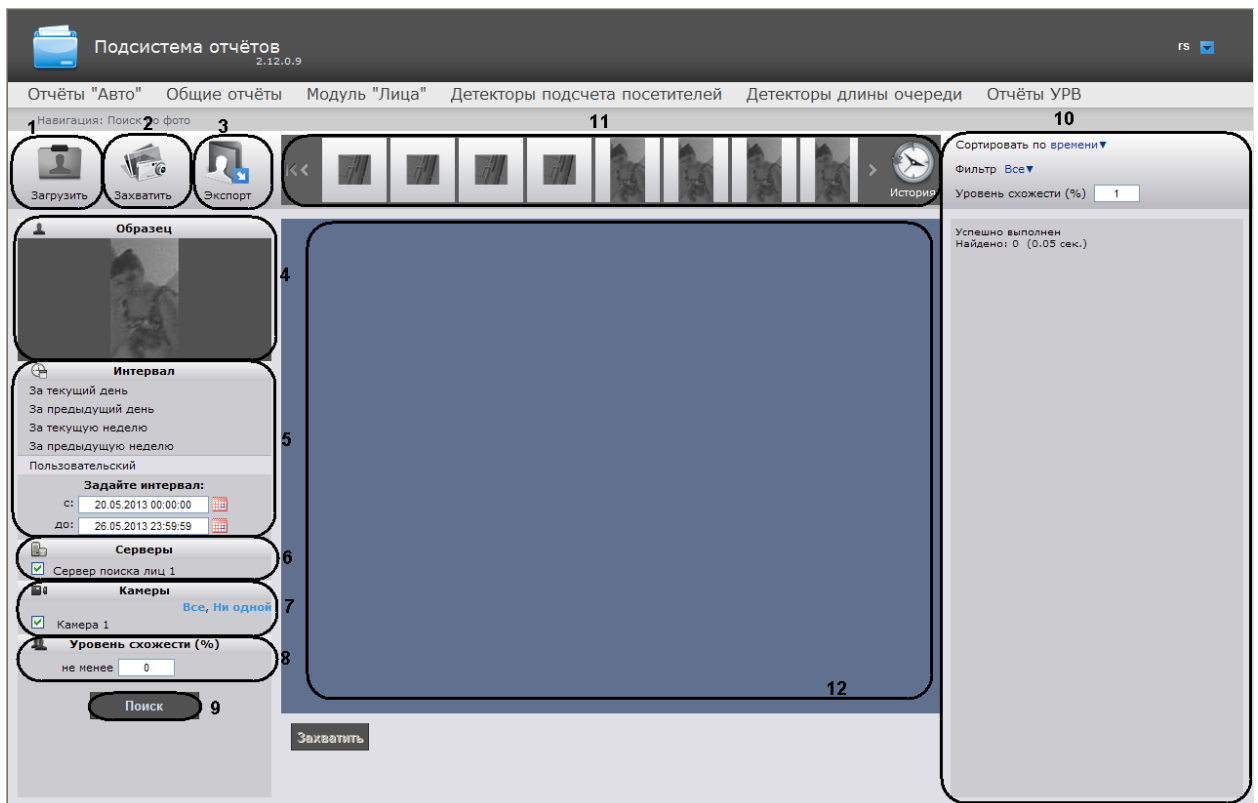 Подсистема отчётов
2.12.0.9
rs
Отчёты "Авто" Общие отчёты Модуль "Лица" Детекторы подсчета посетителей Детекторы длины очереди Отчёты УРВ
Навигация: Поиск по фото
1
2
3
11
10
Загрузить
Захватить
Экспорт
История
Сортировать по времени▼
Фильтр Все▼
Уровень схожести (%) 1
Образец
4
Успешно выполнен
Найдено: 0 (0.05 сек.)
Интервал
За текущий день
За предыдущий день
За текущую неделю
За предыдущую неделю
5
Пользовательский
Задайте интервал:
с: 20.05.2013 00:00:00
до: 26.05.2013 23:59:59
Серверы
6
Сервер поиска лиц 1
Камеры
Все, Ни одной
7
Камера 1
Уровень схожести (%)
8
не менее 0
12
Поиск
9
Захватить